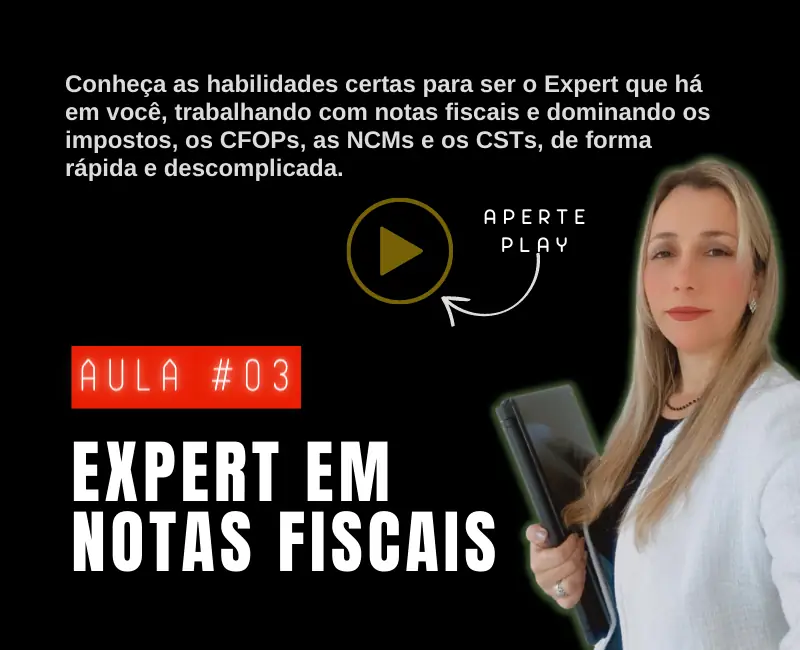 Conheça as habilidades certas para ser o Expert que há
em você, trabalhando com notas fiscais e dominando os
impostos, os CFOPs, as NCMs e os CSTs, de forma
rápida e descomplicada.
APERTE
PLAY
AULA #03
EXPERT EM
NOTAS FISCAIS